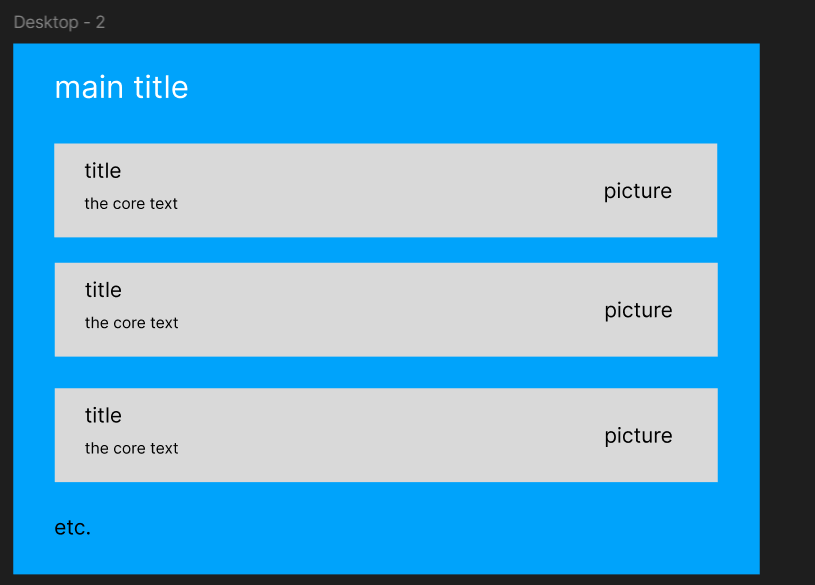 Desktop - 2
main title
title
the core text
picture
title
the core text
picture
title
the core text
picture
etc.